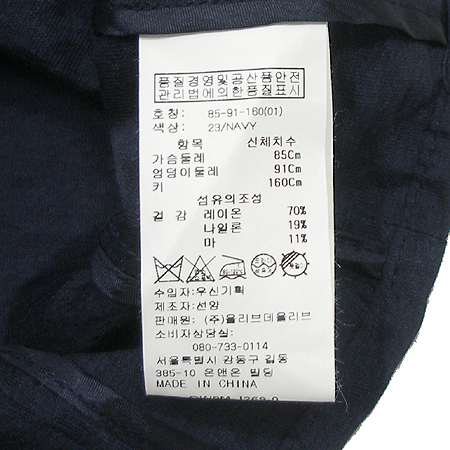 품질경영및공산품안전
관리법에의한품질표시
호칭: 85-91-160(01)
색상: 23/NAVY
항목 신체치수
가슴둘레 85Cm
엉덩이둘레 91Cm
키 160Cm
섬유의조성
겉감 레이온 70%
나일론 19%
마 11%
수입자:우신기획
제조자:선양
판매원: (주)올리브데올리브
소비자상담실:
080-733-0114
서울특별시 강동구 길동
385-10 온앤온 빌딩
MADE IN CHINA